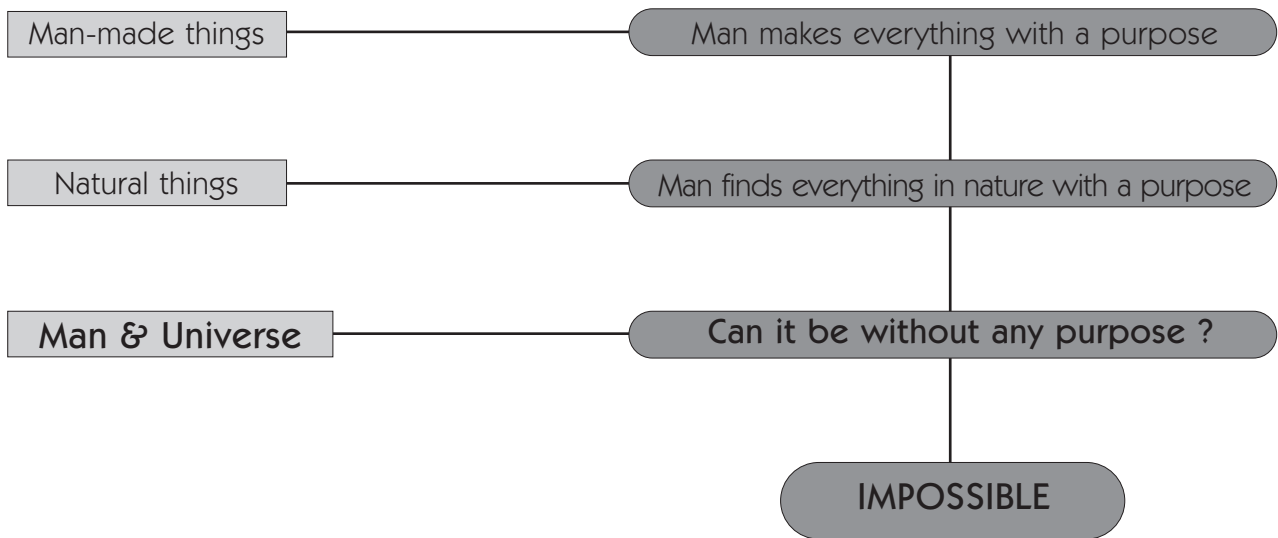 Man-made things
Man makes everything with a purpose
Natural things
Man finds everything in nature with a purpose
Man & Universe
Can it be without any purpose ?
IMPOSSIBLE